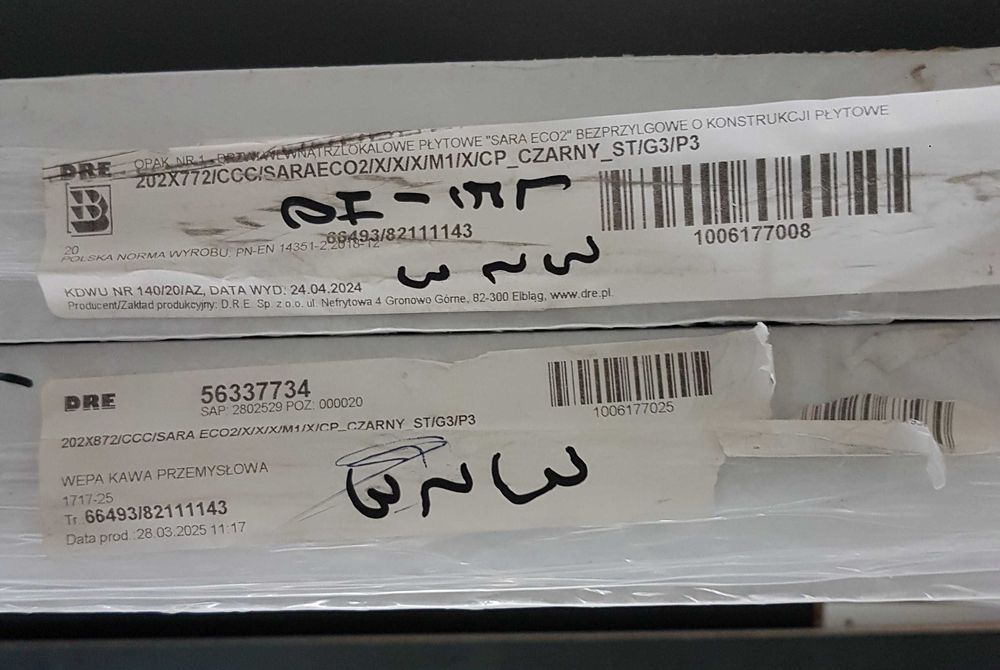 DRE
OPAK. NR 1 - DRZWI WEWNĄTRZLOKALOWE PŁYTOWE "SARA ECO2" BEZPRZYLGOWE O KONSTRUKCJI PŁYTOWE
202X772/CCC/SARAECO2/X/X/X/M1/X/CP_CZARNY_ST/G3/P3
66493/82111143
1006177008
20
POLSKA NORMA WYROBU: PN-EN 14351-2:2018-12
KDWU NR 140/20/AZ, DATA WYD: 24.04.2024
Producent/Zakład produkcyjny: D.R.E. Sp. z o.o. ul. Nefrytowa 4 Gronowo Górne, 82-300 Elbląg, www.dre.pl.
DRE
56337734
SAP: 2802529 POZ: 000020
1006177025
202X872/CCC/SARA ECO2/X/X/X/M1/X/CP_CZARNY_ST/G3/P3
WEPA KAWA PRZEMYSŁOWA
1717-25
Tr. 66493/82111143
Data prod.:28.03.2025 11:17